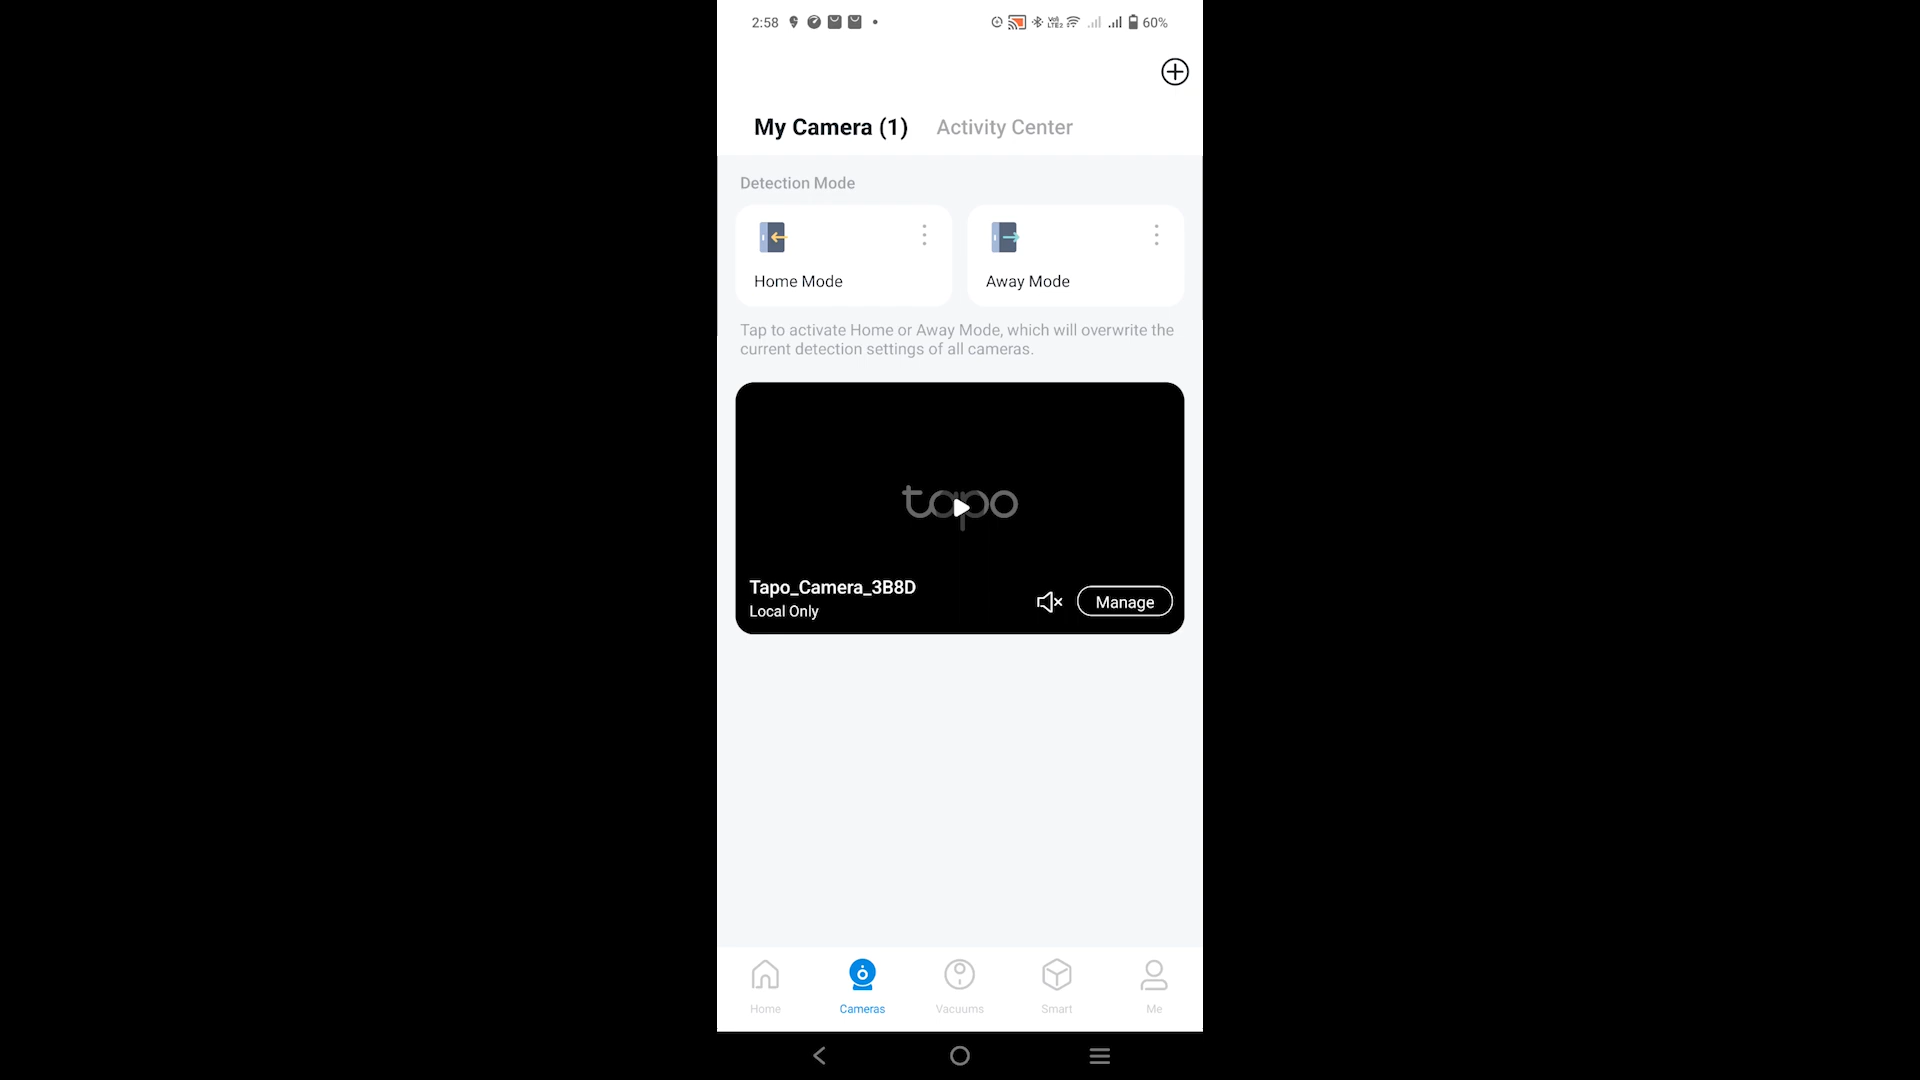 2:58
60%
My Camera (1) Activity Center
Detection Mode
Home Mode
Away Mode
Tap to activate Home or Away Mode, which will overwrite the
current detection settings of all cameras.
tapo
Tapo_Camera_3B8D
Local Only
Manage
Home
Cameras
Vacuums
Smart
Me